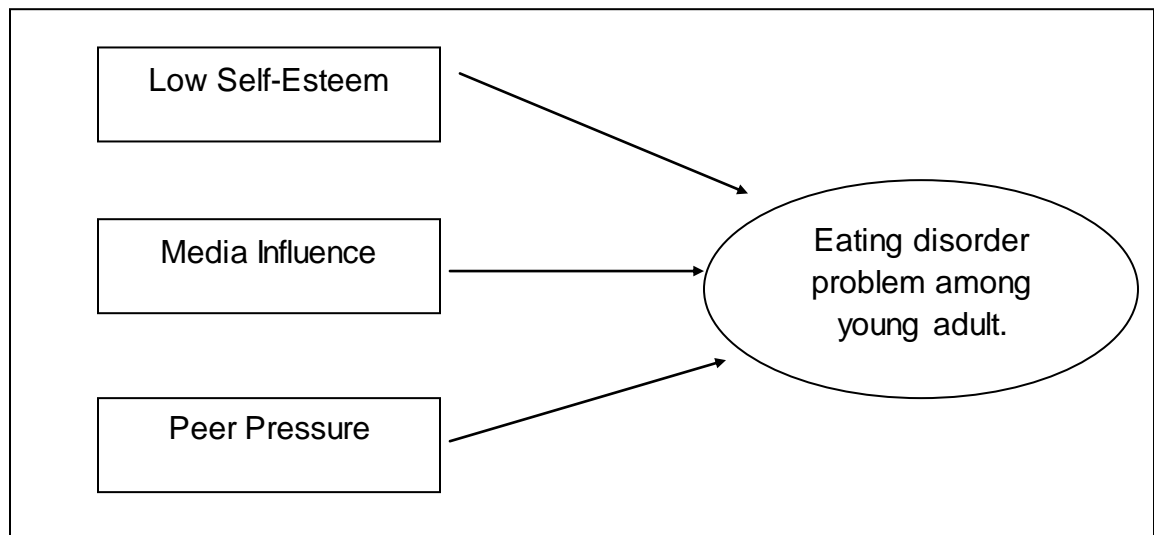 Low Self-Esteem
Media Influence
Peer Pressure
Eating disorder
problem among
young adult.